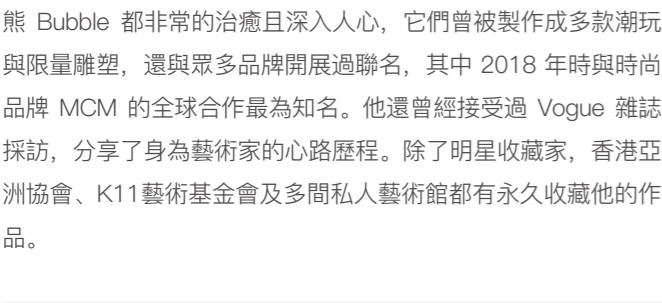 熊 Bubble 都非常的治癒且深入人心，它們曾被製作成多款潮玩
與限量雕塑，還與眾多品牌開展過聯名，其中 2018 年時與時尚
品牌 MCM 的全球合作最為知名。他還曾經接受過 Vogue 雜誌
採訪，分享了身為藝術家的心路歷程。除了明星收藏家，香港亞
洲協會、K11藝術基金會及多間私人藝術館都有永久收藏他的作
品。